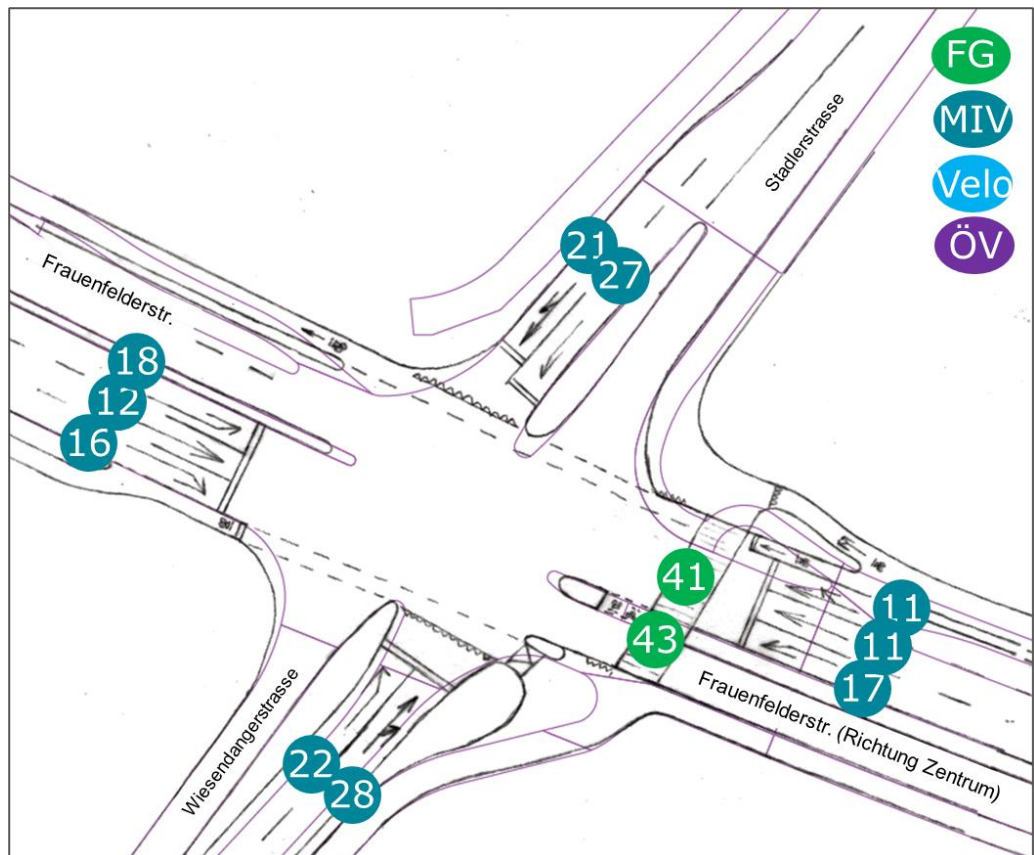 FG
MIV
Velo
ÖV
Stadlerstrasse
21
27
Frauenfelderstr.
18
12
16
41
43
11
11
17
Frauenfelderstr. (Richtung Zentrum)
Wiesendangerstrasse
22
28